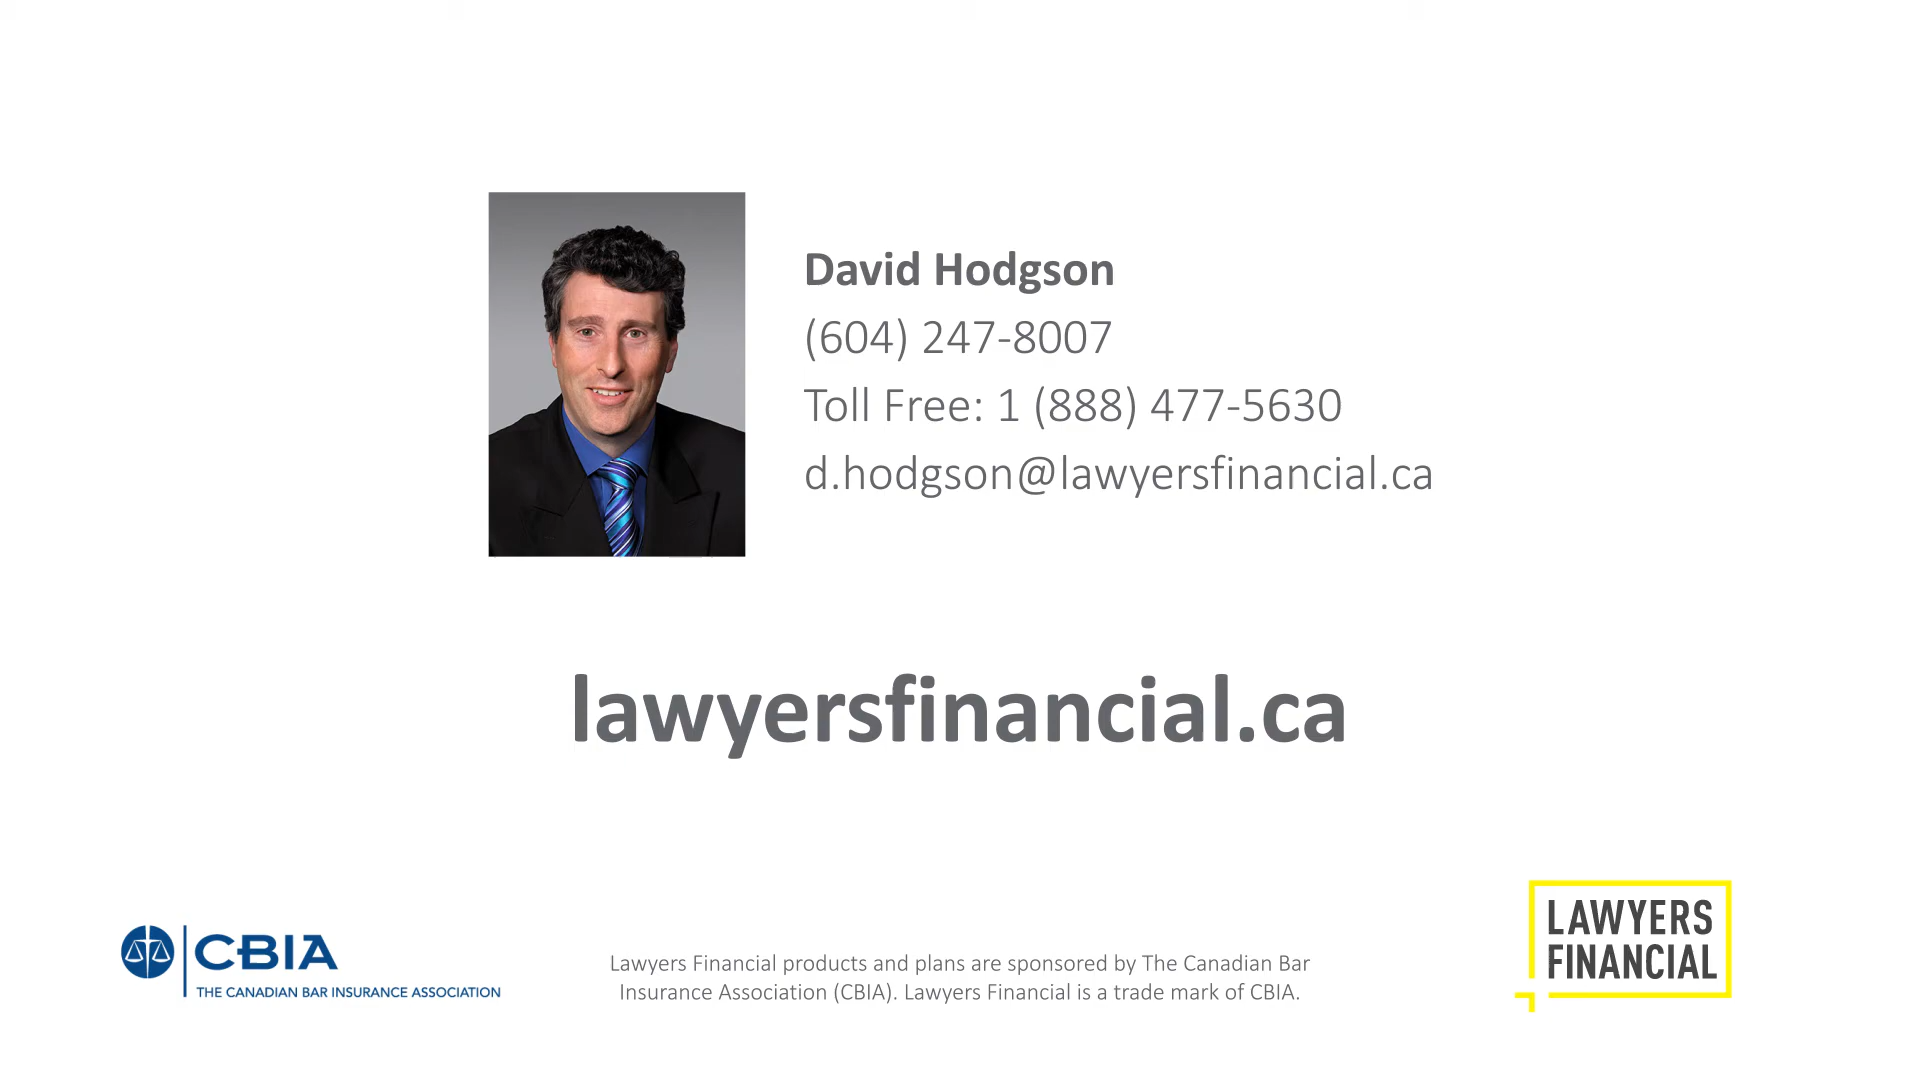 David Hodgson
(604) 247-8007
Toll Free: 1 (888) 477-5630
d.hodgson@lawyersfinancial.ca
lawyersfinancial.ca
CBIA
THE CANADIAN BAR INSURANCE ASSOCIATION
Lawyers Financial products and plans are sponsored by The Canadian Bar
Insurance Association (CBIA). Lawyers Financial is a trade mark of CBIA.
LAWYERS
FINANCIAL